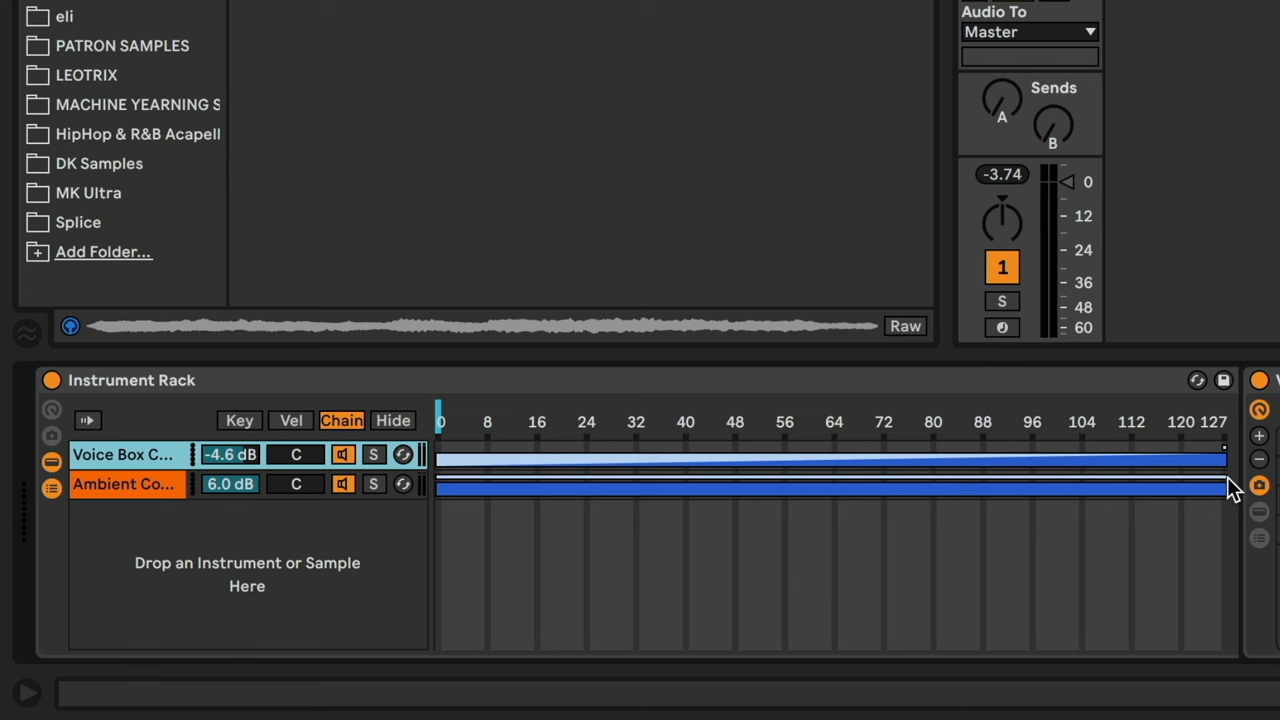 eli
PATRON SAMPLES
LEOTRIX
MACHINE YEARNING S
HipHop & R&B Acapell
DK Samples
MK Ultra
Splice
Add Folder...
Raw
Audio To
Master
Sends
A
B
-3.74
0
12
24
36
48
60
1
S
Instrument Rack
Key Vel Chain Hide
0 8 16 24 32 40 48 56 64 72 80 88 96 104 112 120 127
Voice Box C... -4.6 dB C S
Ambient Co... 6.0 dB C S
Drop an Instrument or Sample
Here